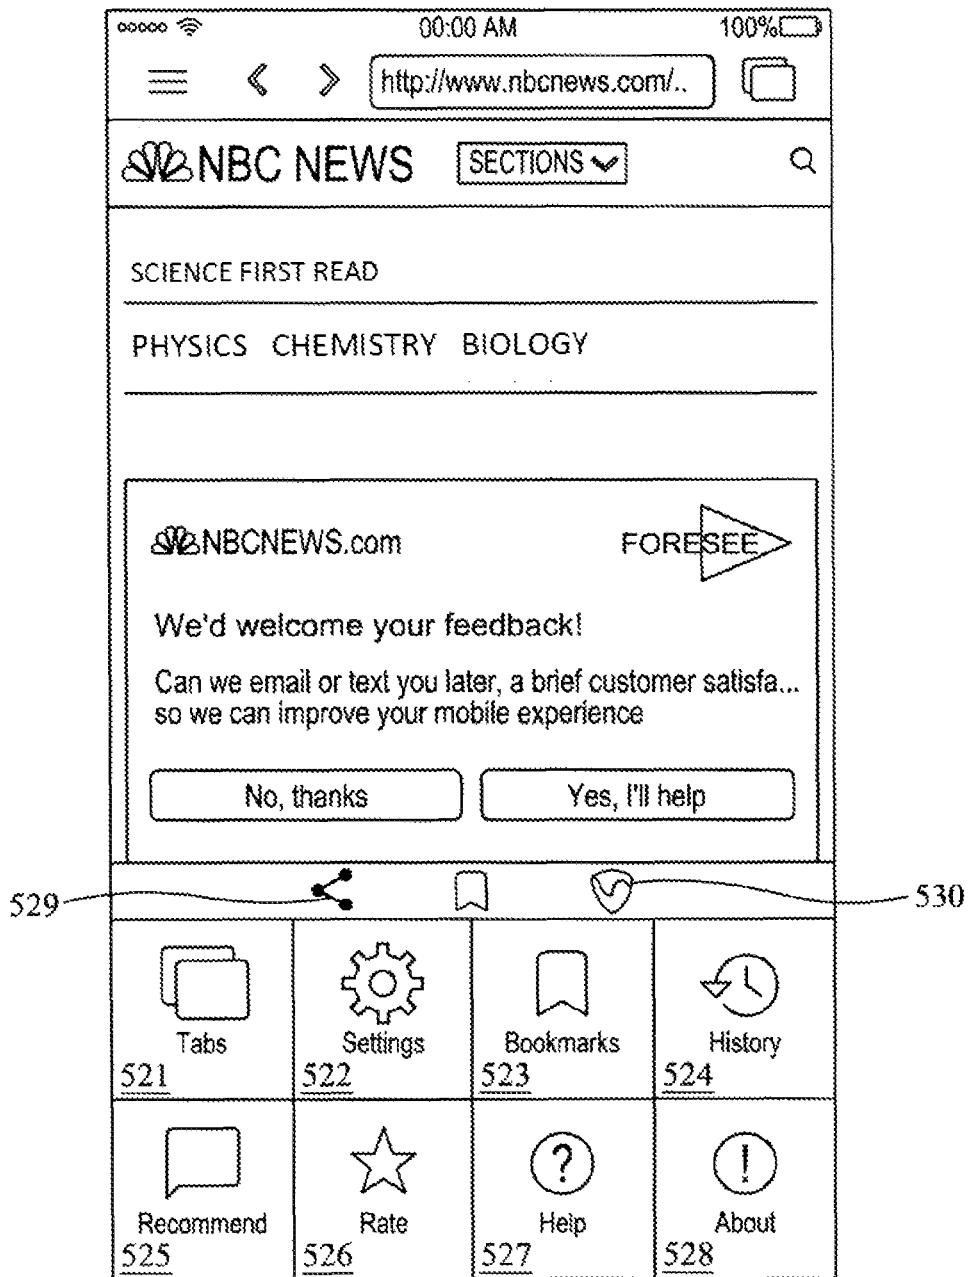 00:00 AM 100%
http://www.nbcnews.com/..
NBC NEWS SECTIONS
SCIENCE FIRST READ
PHYSICS CHEMISTRY BIOLOGY
NBCNEWS.com FORESEE
We'd welcome your feedback!
Can we email or text you later, a brief customer satisfa...
so we can improve your mobile experience
No, thanks Yes, I'll help
529 530
Tabs Settings Bookmarks History
521 522 523 524
Recommend Rate Help About
525 526 527 528